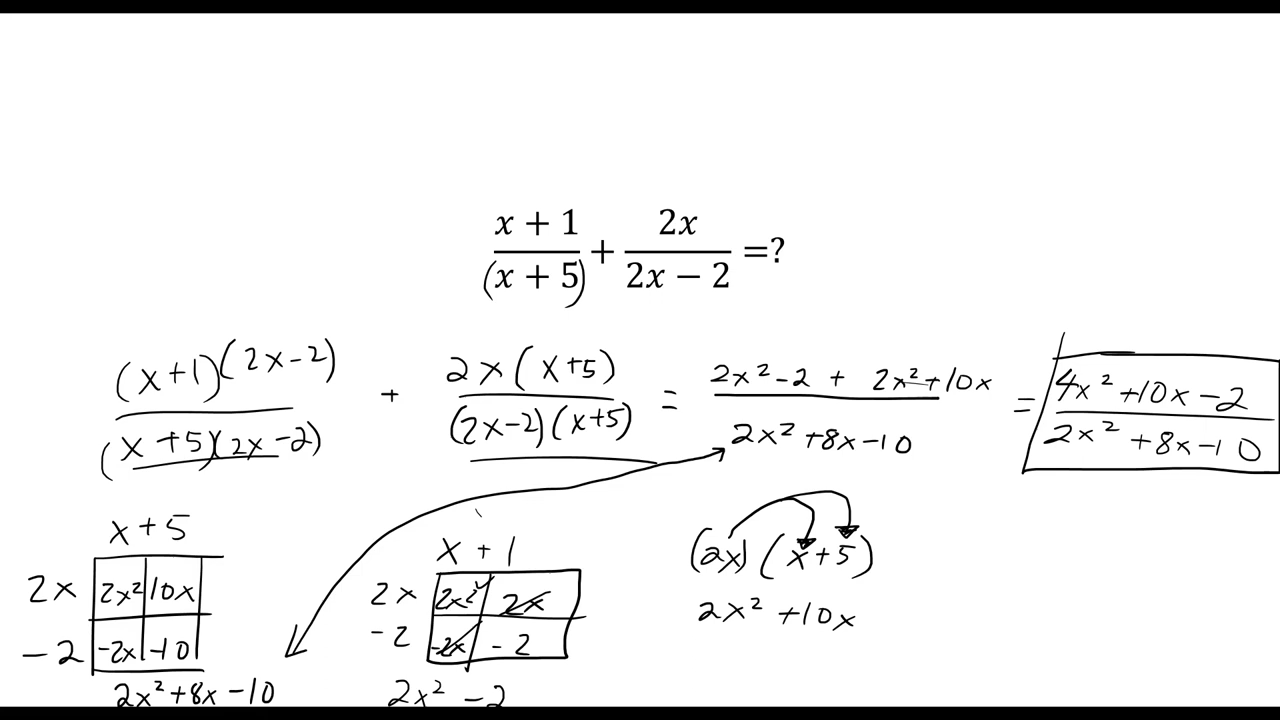 x + 1 / (x + 5) + 2x / 2x − 2 =?
(x+1)(2x-2) / (x+5)(2x-2) + 2x(x+5) / (2x-2)(x+5) = 2x²-2 + 2x²+10x / 2x²+8x-10 = 4x²+10x-2 / 2x²+8x-10
x+5
2x 2x² 10x
-2 -2x -10
2x²+8x-10
x+1
2x 2x² 2x
-2 -2x -2
2x² -2
(2x)(x+5)
2x² +10x